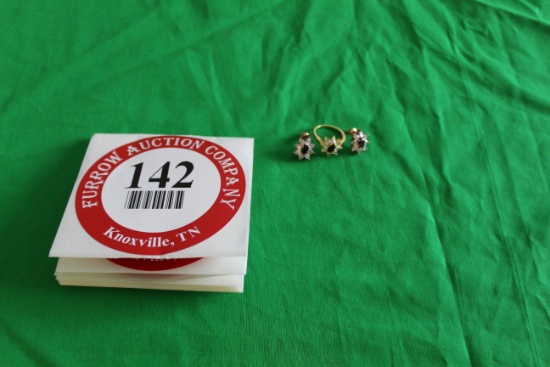 FURROW AUCTION COMPANY
142
Knoxville, TN